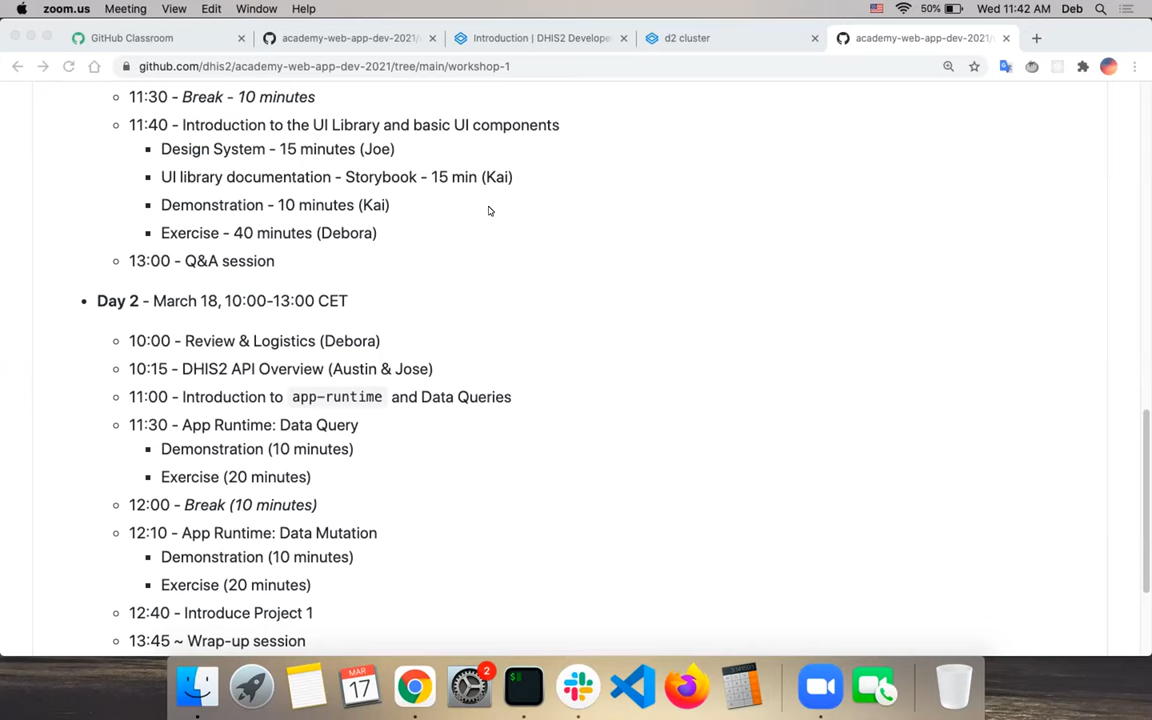 zoom.us Meeting View Edit Window Help 50% Wed 11:42 AM Deb
GitHub Classroom academy-web-app-dev-2021/ Introduction | DHIS2 Develope d2 cluster academy-web-app-dev-2021/
github.com/dhis2/academy-web-app-dev-2021/tree/main/workshop-1
11:30 - Break - 10 minutes
11:40 - Introduction to the UI Library and basic UI components
Design System - 15 minutes (Joe)
UI library documentation - Storybook - 15 min (Kai)
Demonstration - 10 minutes (Kai)
Exercise - 40 minutes (Debora)
13:00 - Q&A session
Day 2 - March 18, 10:00-13:00 CET
10:00 - Review & Logistics (Debora)
10:15 - DHIS2 API Overview (Austin & Jose)
11:00 - Introduction to app-runtime and Data Queries
11:30 - App Runtime: Data Query
Demonstration (10 minutes)
Exercise (20 minutes)
12:00 - Break (10 minutes)
12:10 - App Runtime: Data Mutation
Demonstration (10 minutes)
Exercise (20 minutes)
12:40 - Introduce Project 1
13:45 ~ Wrap-up session
MAR
17
2